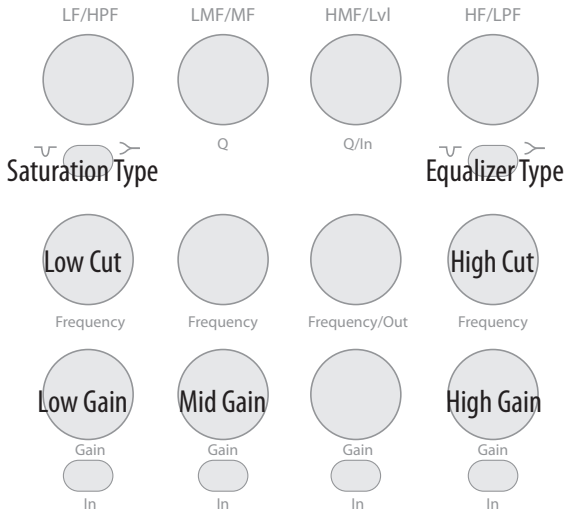 LF/HPF LMF/MF HMF/Lvl HF/LPF
Q Q/In
Saturation Type Equalizer Type
Low Cut High Cut
Frequency Frequency Frequency/Out Frequency
Low Gain Mid Gain High Gain
Gain Gain Gain Gain
In In In In